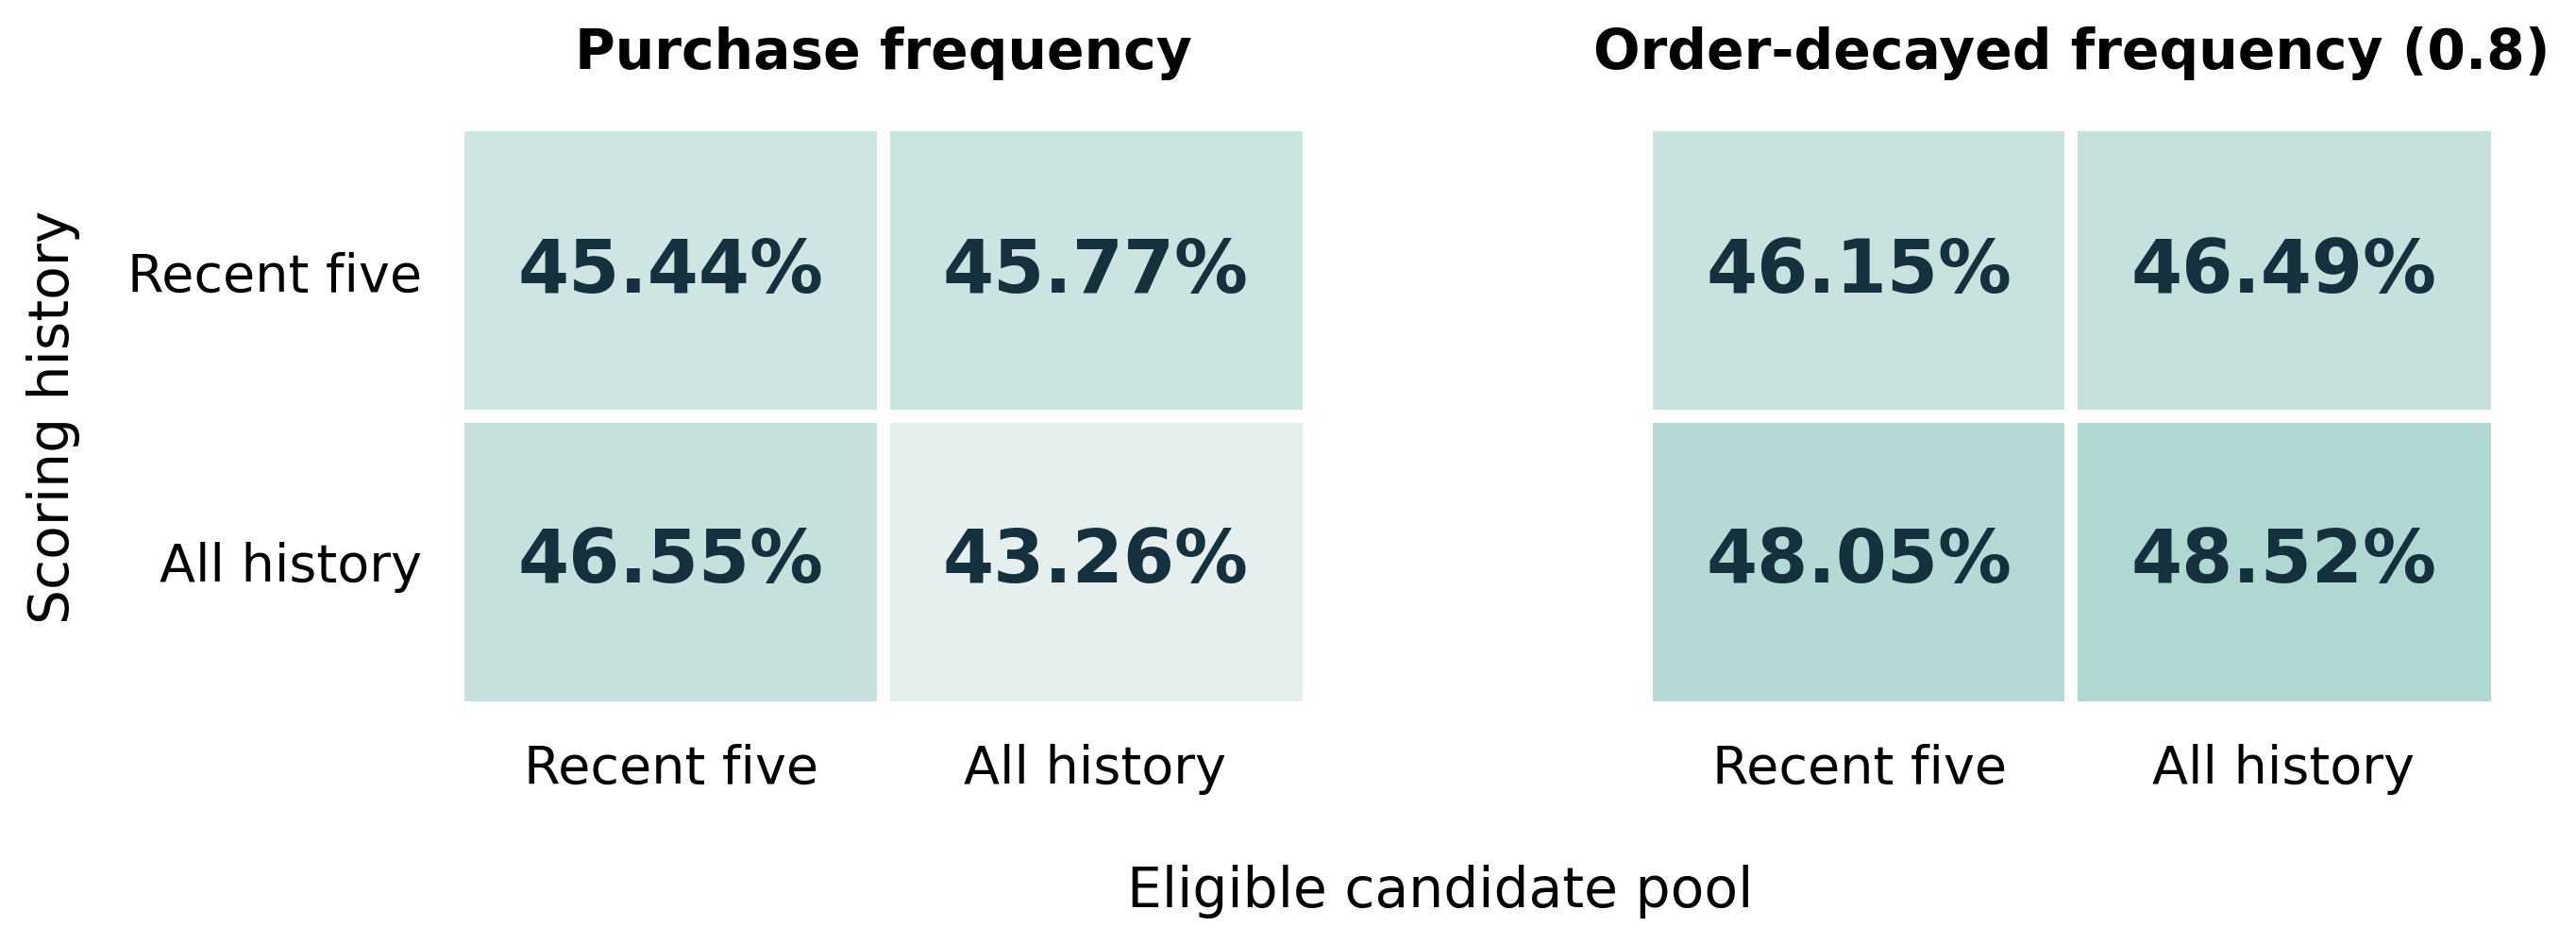 Purchase frequency
Order-decayed frequency (0.8)
Scoring history
Recent five
45.44%
45.77%
46.15%
46.49%
All history
46.55%
43.26%
48.05%
48.52%
Recent five
All history
Recent five
All history
Eligible candidate pool